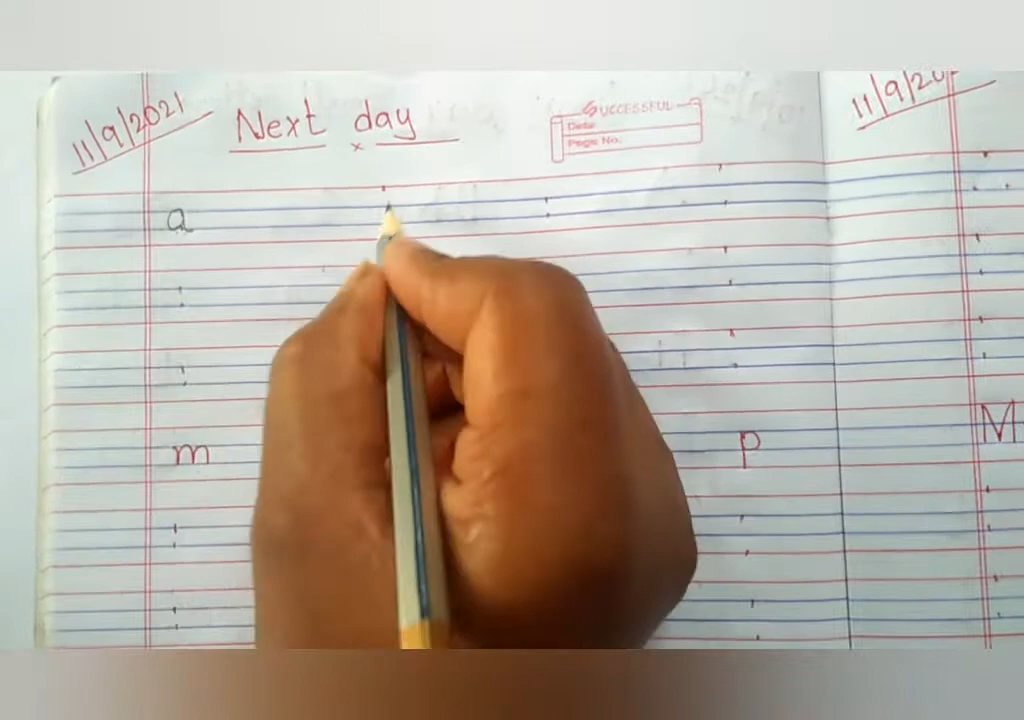 11/9/2021 Next day SUCCESSFUL 11/9/20
Date
Page No.
a
m p M